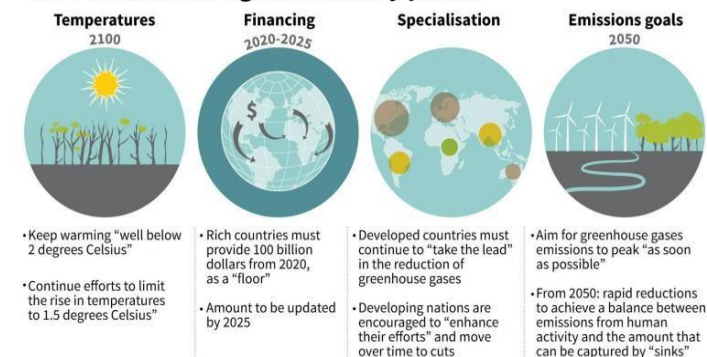 Temperatures
2100
Financing
2020-2025
Specialisation
Emissions goals
2050
$
• Keep warming “well below
2 degrees Celsius”
• Continue efforts to limit
the rise in temperatures
to 1.5 degrees Celsius”
• Rich countries must
provide 100 billion
dollars from 2020,
as a “floor”
• Amount to be updated
by 2025
• Developed countries must
continue to “take the lead”
in the reduction of
greenhouse gases
• Developing nations are
encouraged to “enhance
their efforts” and move
over time to cuts
• Aim for greenhouse gases
emissions to peak “as soon
as possible”
• From 2050: rapid reductions
to achieve a balance between
emissions from human
activity and the amount that
can be captured by “sinks”